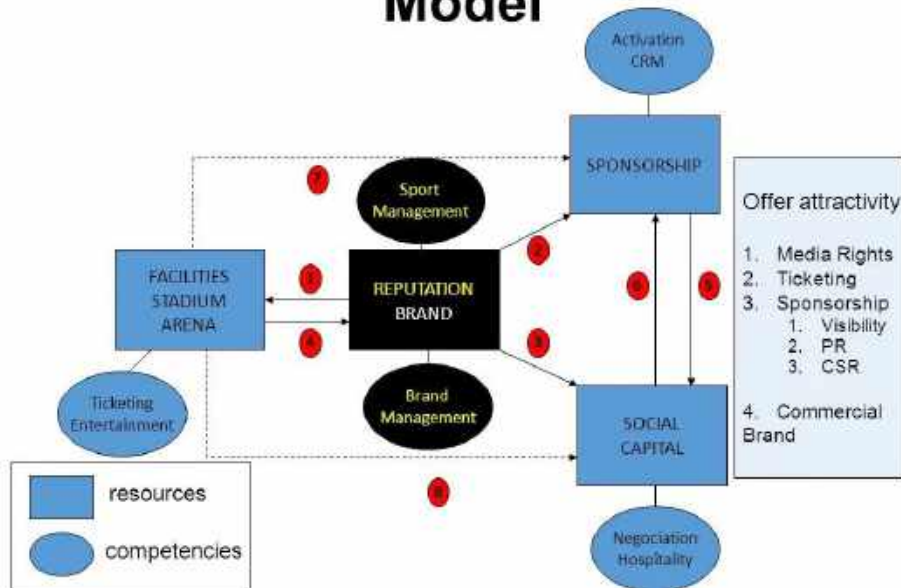 Model
Activation
CRM
SPONSORSHIP
7
Sport
Management
Offer attractivity
1. Media Rights
2. Ticketing
3. Sponsorship
1. Visibility
2. PR
3. CSR
4. Commercial
Brand
2
FACILITIES
STADIUM
ARENA
1
REPUTATION
BRAND
6
5
4
3
Ticketing
Entertainment
Brand
Management
SOCIAL
CAPITAL
8
resources
competencies
Negociation
Hospitality